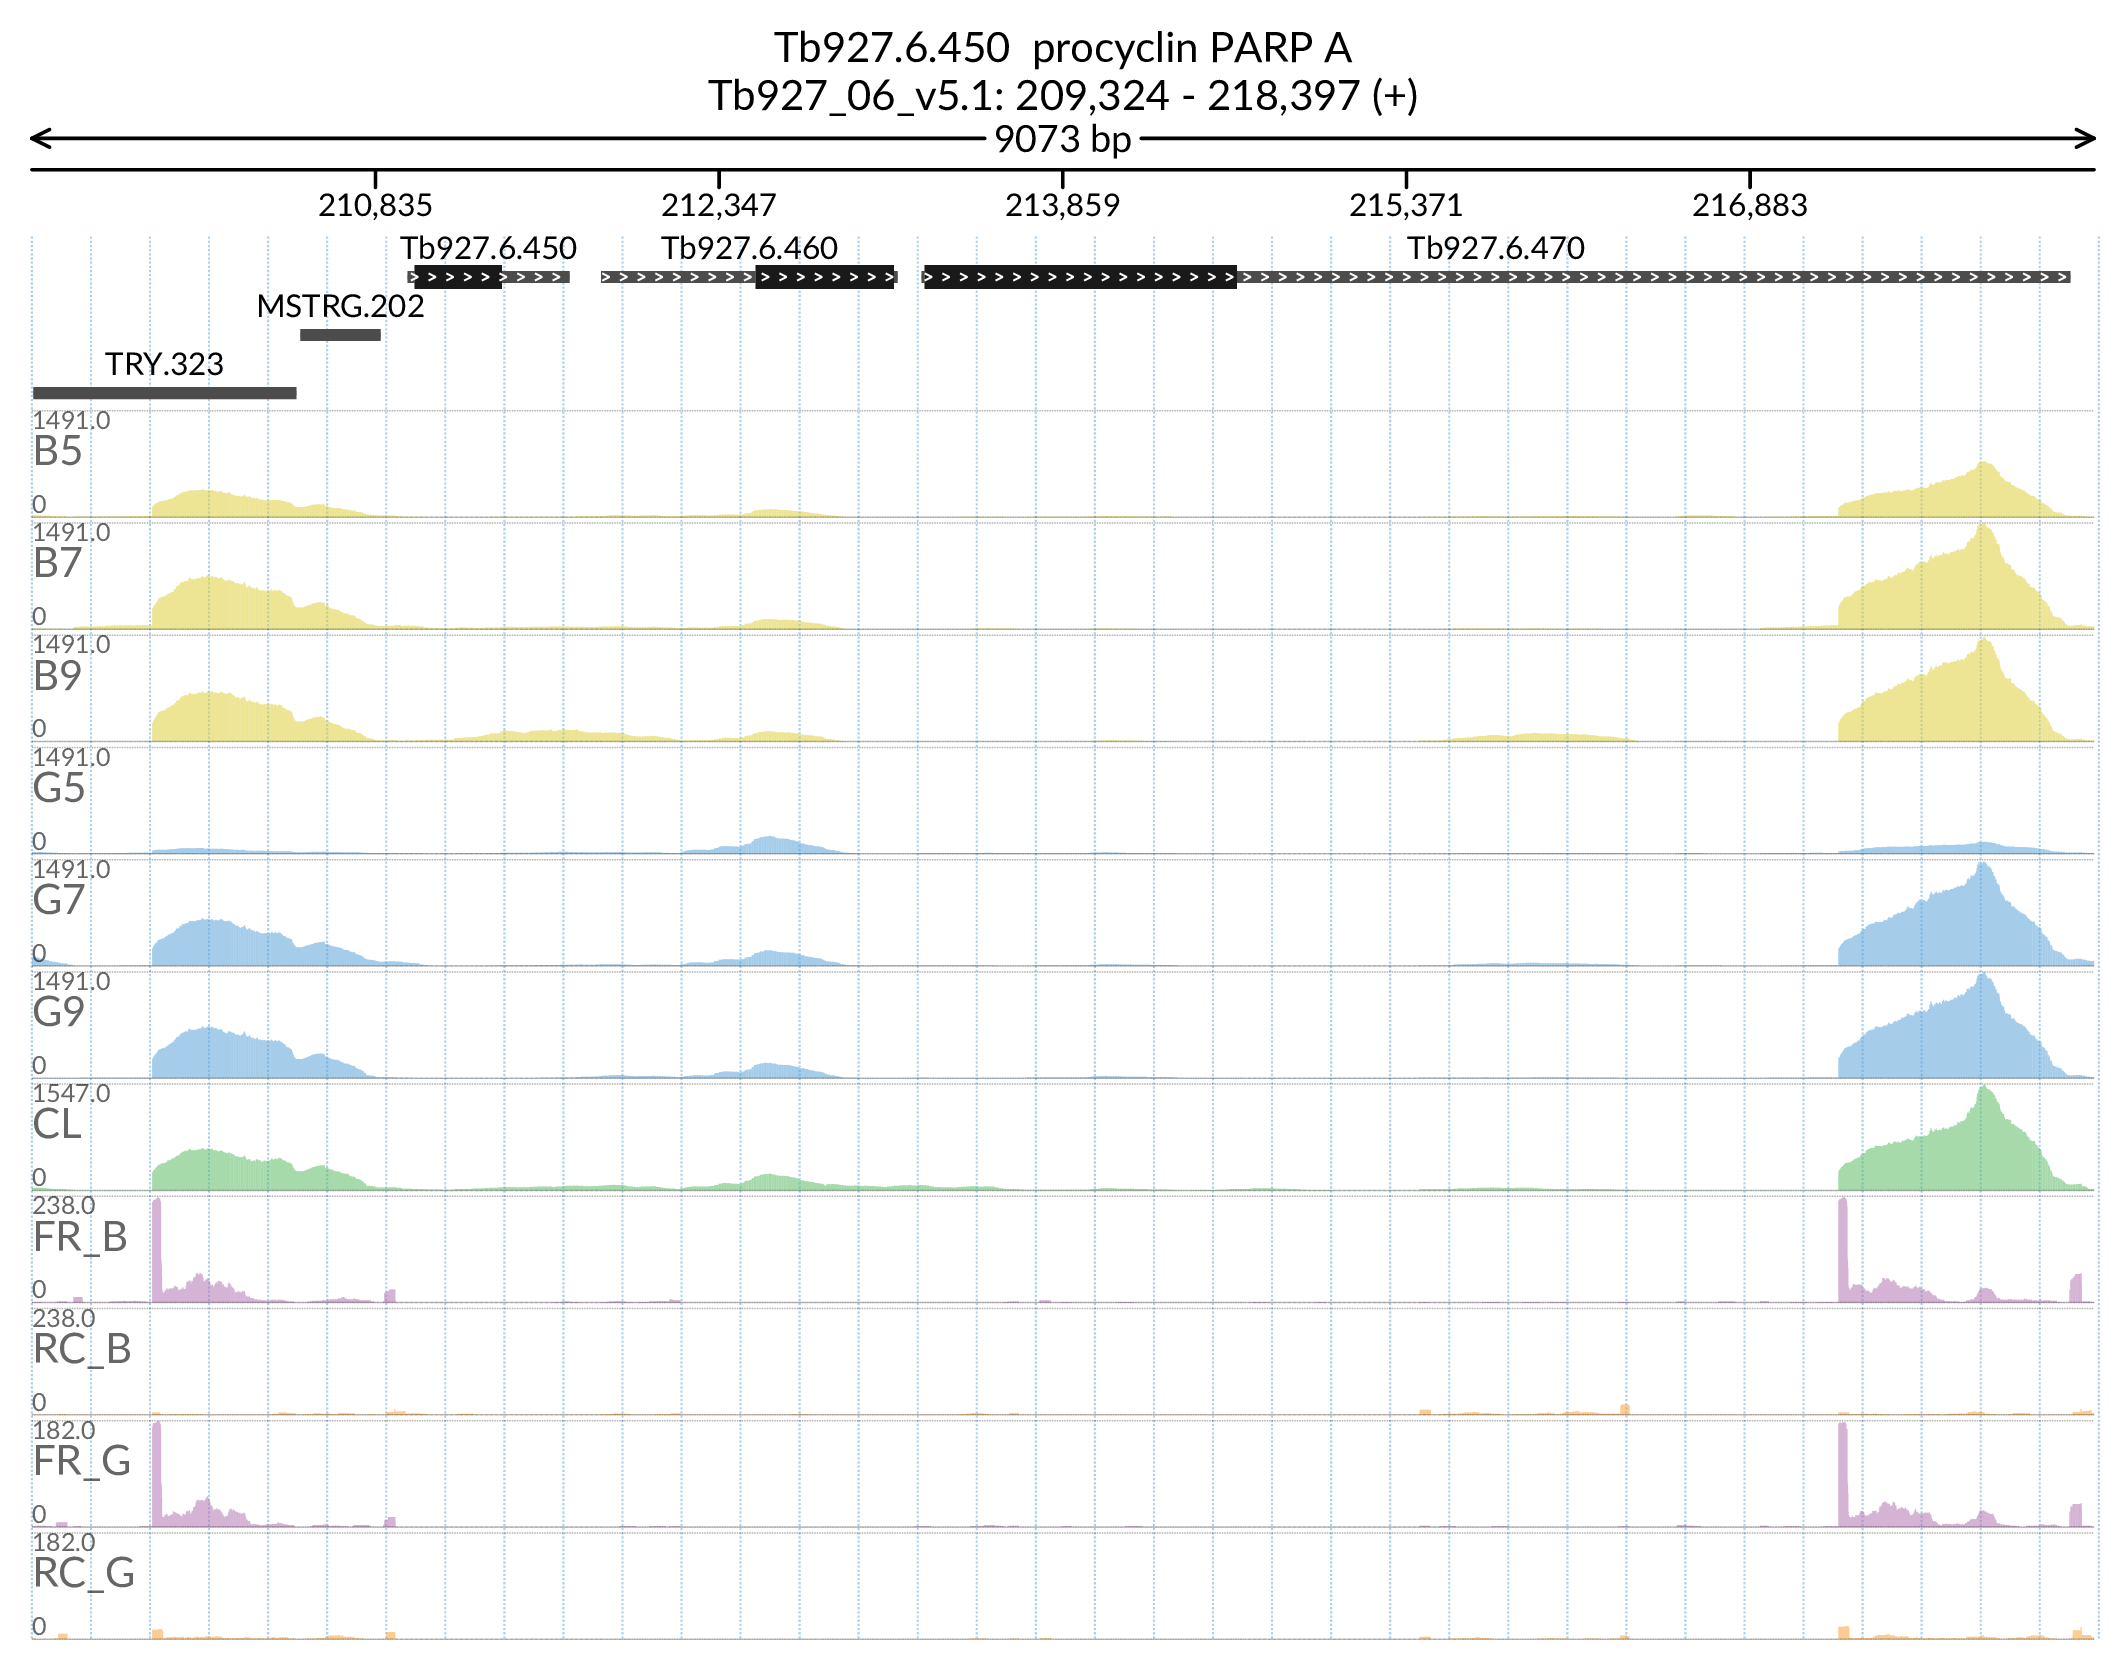 Tb927.6.450  procyclin PARP A
Tb927_06_v5.1: 209,324 - 218,397 (+)
9073 bp
210,835 212,347 213,859 215,371 216,883
Tb927.6.450 Tb927.6.460 Tb927.6.470
MSTRG.202
TRY.323
1491.0
B5
0
1491.0
B7
0
1491.0
B9
0
1491.0
G5
0
1491.0
G7
0
1491.0
G9
0
1547.0
CL
0
238.0
FR_B
0
238.0
RC_B
0
182.0
FR_G
0
182.0
RC_G
0